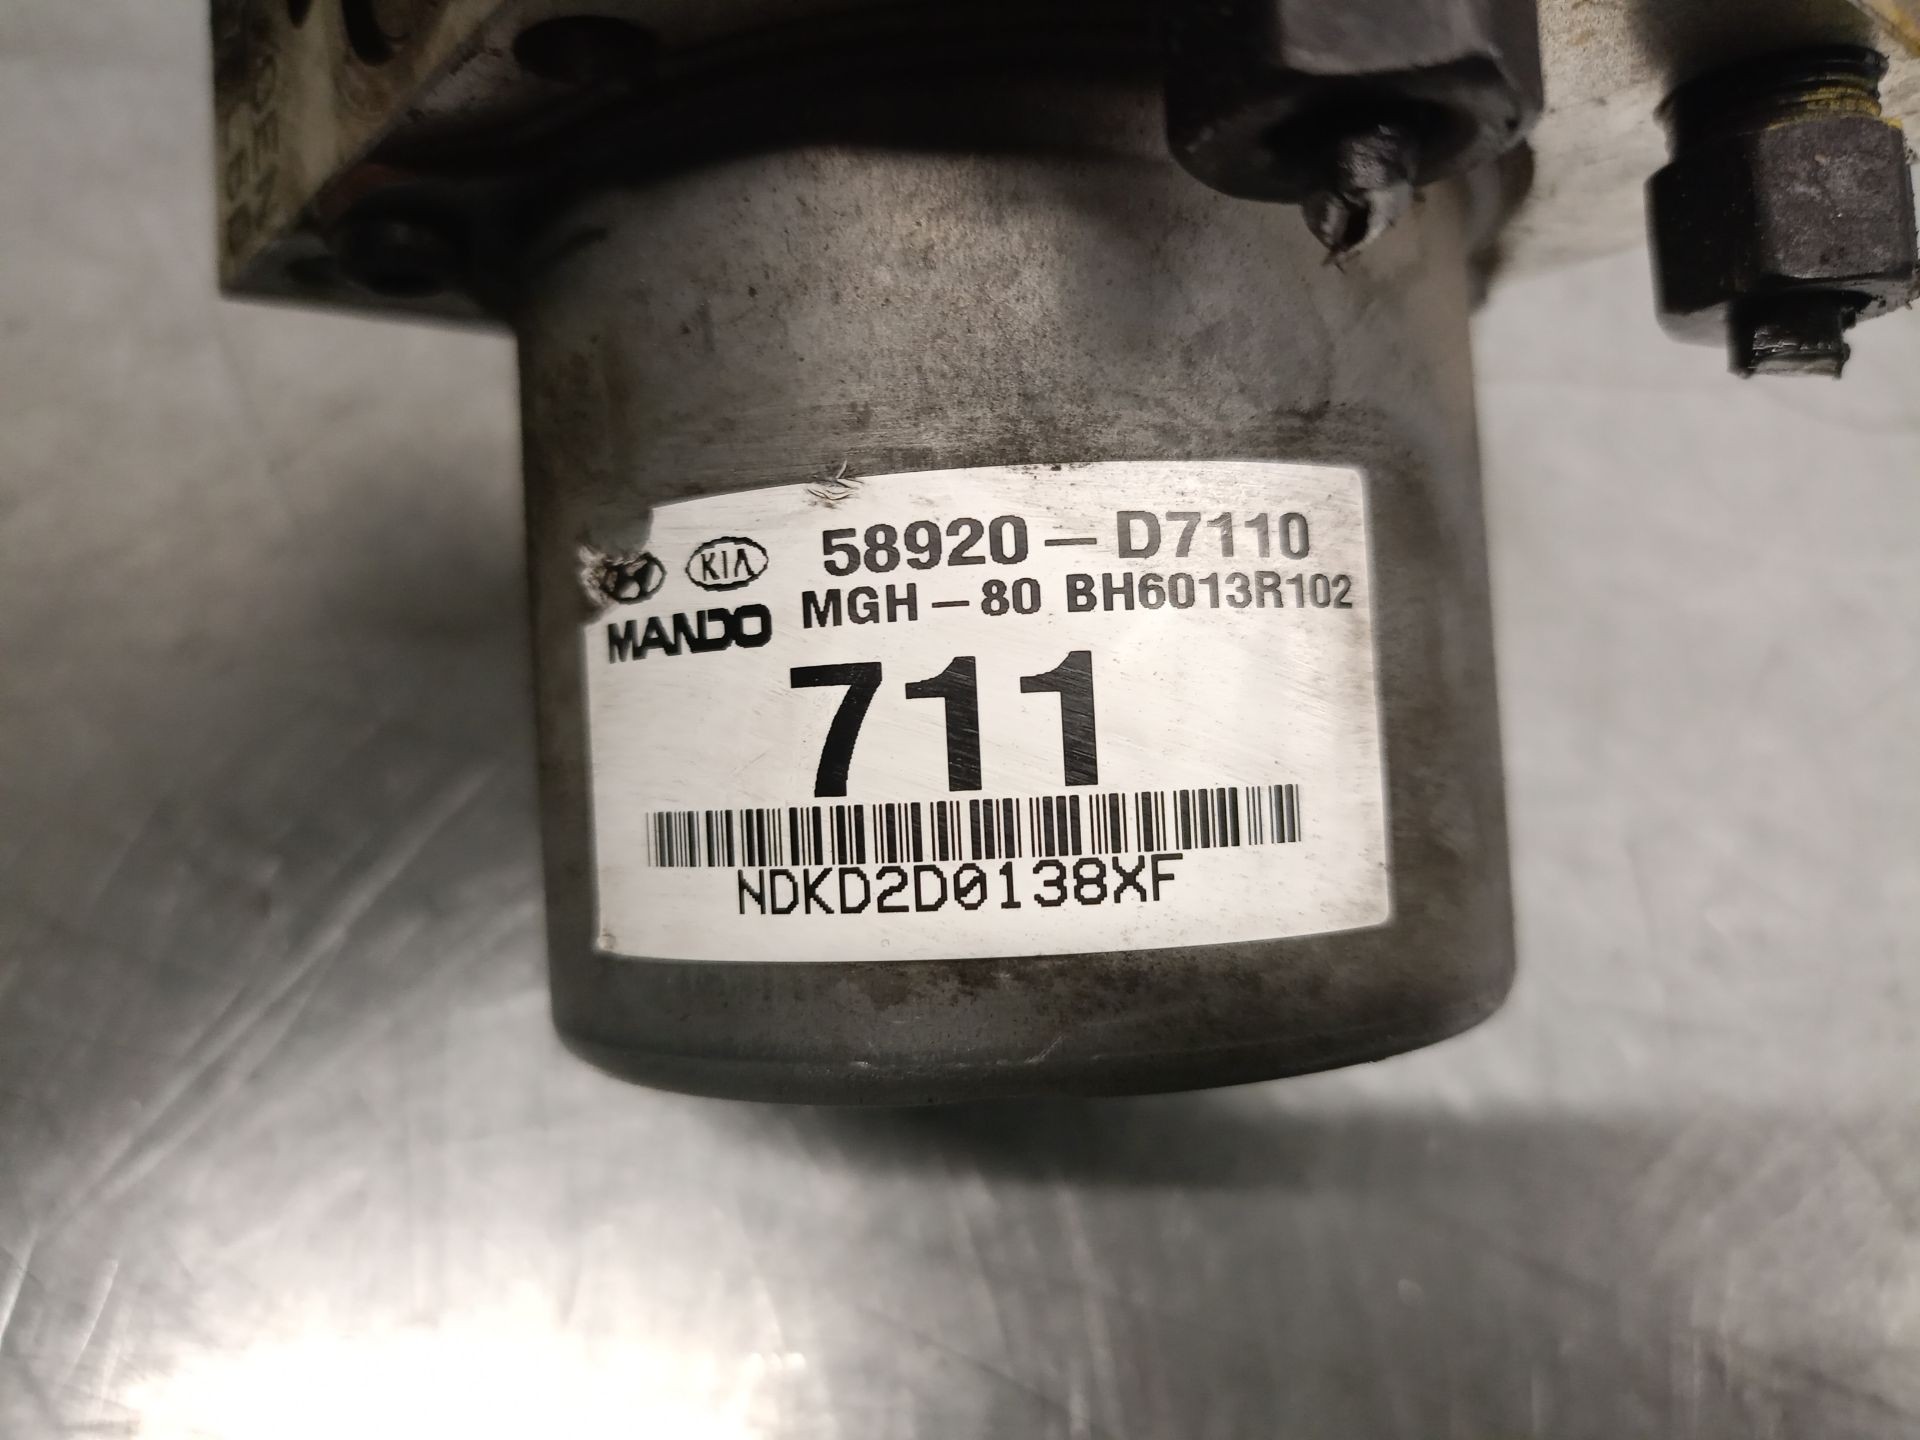 58920-D7110
KIA
MGH-80 BH6013R102
MANDO
711
NDKD2D0138XF